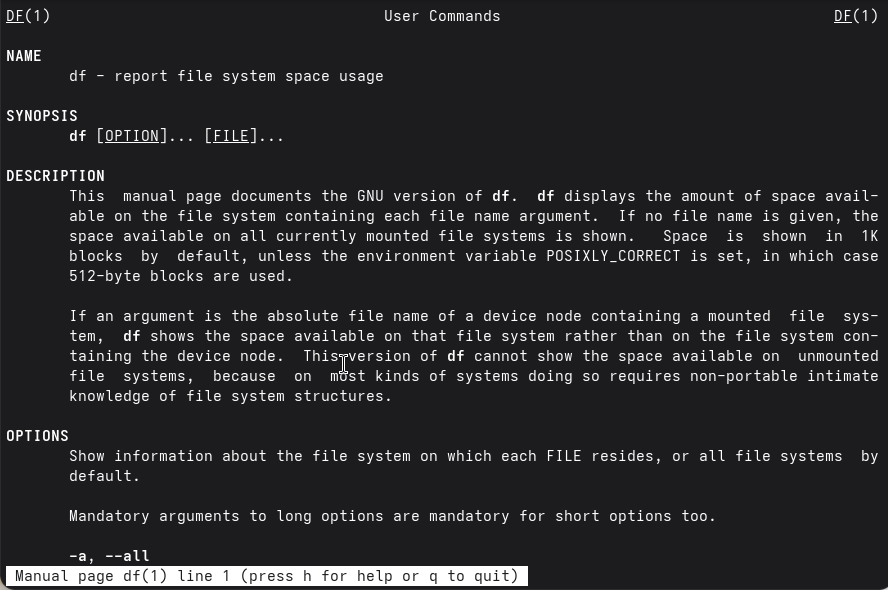 DF(1) User Commands DF(1)
NAME
df - report file system space usage
SYNOPSIS
df [OPTION]... [FILE]...
DESCRIPTION
This  manual page documents the GNU version of df.  df displays the amount of space avail-
able on the file system containing each file name argument.  If no file name is given, the
space available on all currently mounted file systems is shown.   Space  is  shown  in  1K
blocks  by  default, unless the environment variable POSIXLY_CORRECT is set, in which case
512-byte blocks are used.
If an argument is the absolute file name of a device node containing a mounted  file  sys-
tem,  df shows the space available on that file system rather than on the file system con-
taining the device node.  This version of df cannot show the space available on  unmounted
file  systems,  because  on  most kinds of systems doing so requires non-portable intimate
knowledge of file system structures.
OPTIONS
Show information about the file system on which each FILE resides, or all file systems  by
default.
Mandatory arguments to long options are mandatory for short options too.
-a, --all
Manual page df(1) line 1 (press h for help or q to quit)